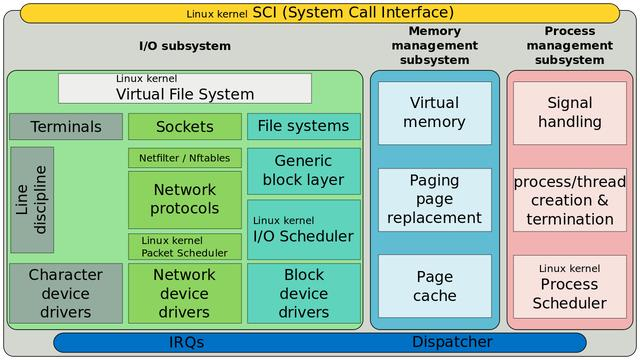 Linux kernel SCI (System Call Interface)
I/O subsystem
Memory
management
subsystem
Process
management
subsystem
Linux kernel
Virtual File System
Terminals
Sockets
File systems
Line
discipline
Netfilter / Nftables
Network
protocols
Linux kernel
Packet Scheduler
Generic
block layer
Linux kernel
I/O Scheduler
Character
device
drivers
Network
device
drivers
Block
device
drivers
Virtual
memory
Paging
page
replacement
Page
cache
Signal
handling
process/thread
creation &
termination
Linux kernel
Process
Scheduler
IRQs
Dispatcher